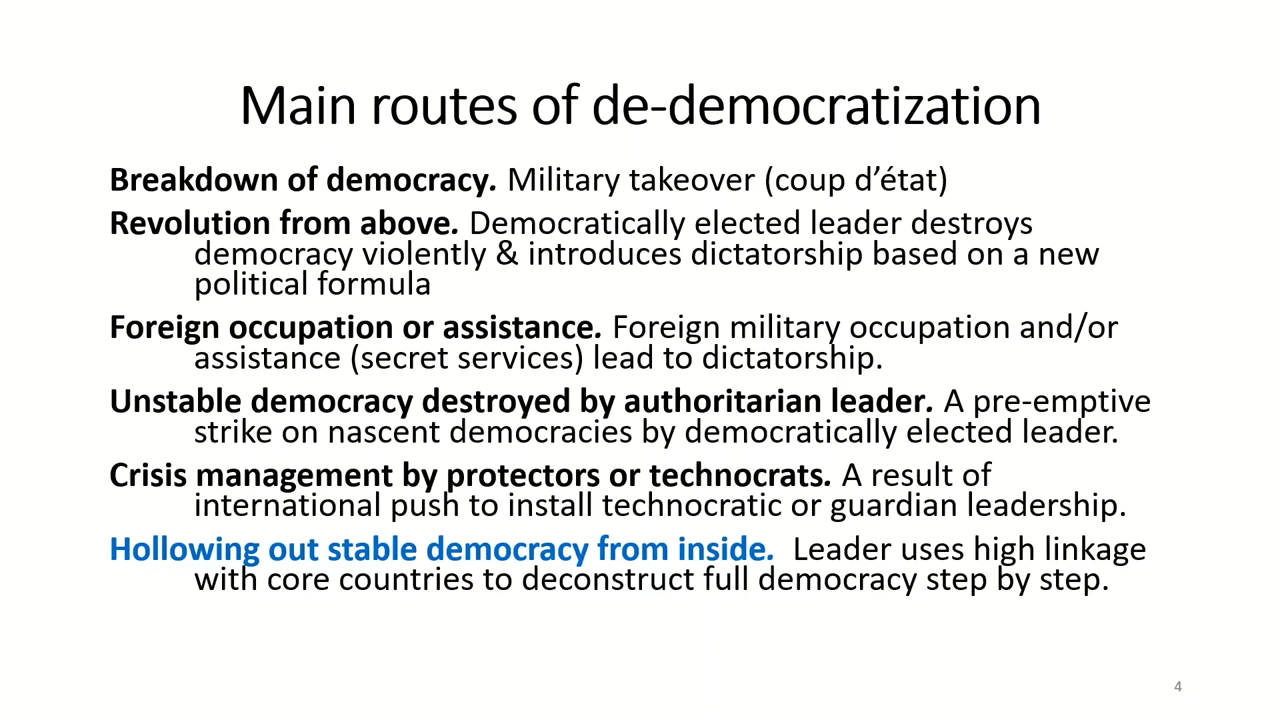 Main routes of de-democratization
Breakdown of democracy. Military takeover (coup d’état)
Revolution from above. Democratically elected leader destroys
democracy violently & introduces dictatorship based on a new
political formula
Foreign occupation or assistance. Foreign military occupation and/or
assistance (secret services) lead to dictatorship.
Unstable democracy destroyed by authoritarian leader. A pre-emptive
strike on nascent democracies by democratically elected leader.
Crisis management by protectors or technocrats. A result of
international push to install technocratic or guardian leadership.
Hollowing out stable democracy from inside. Leader uses high linkage
with core countries to deconstruct full democracy step by step.
4